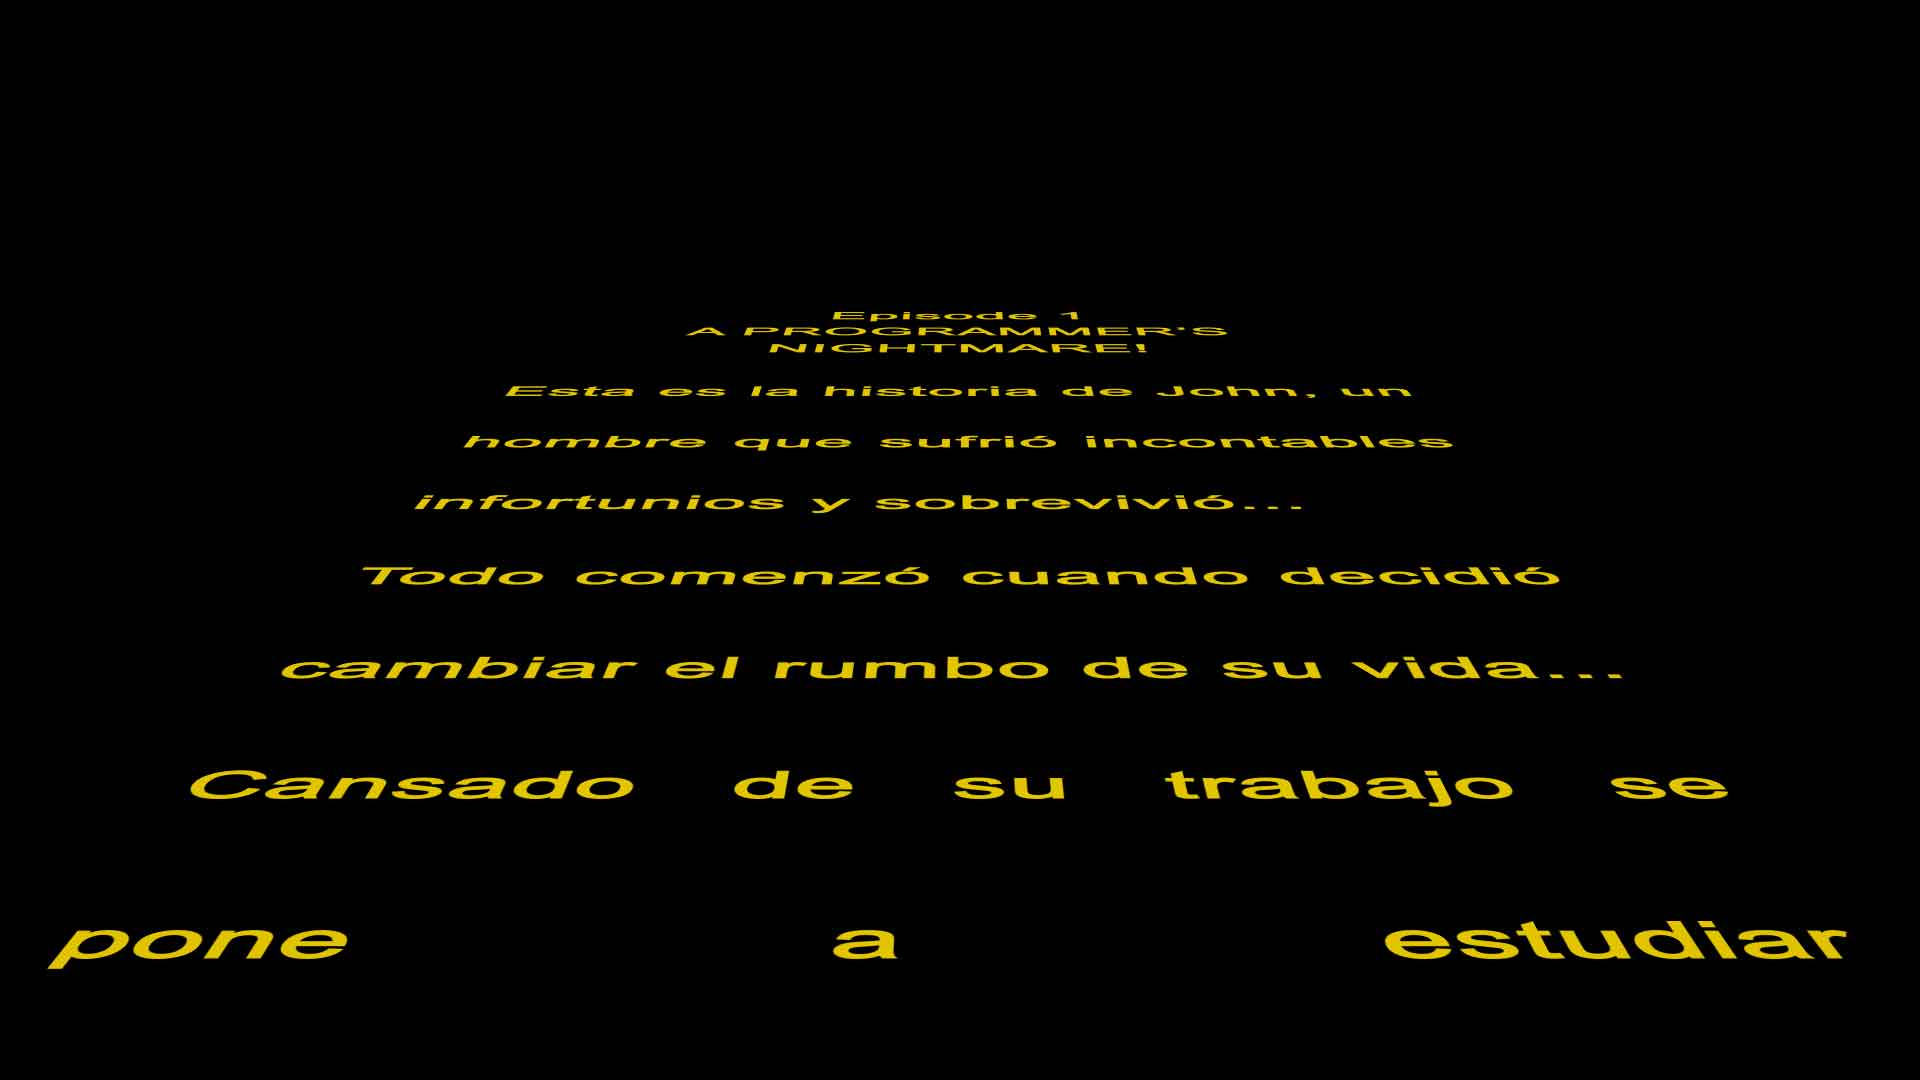 Episode 1
A PROGRAMMER'S
NIGHTMARE!
Esta es la historia de John, un
hombre que sufrió incontables
infortunios y sobrevivió...
Todo comenzó cuando decidió
cambiar el rumbo de su vida...
Cansado de su trabajo se
pone a estudiar